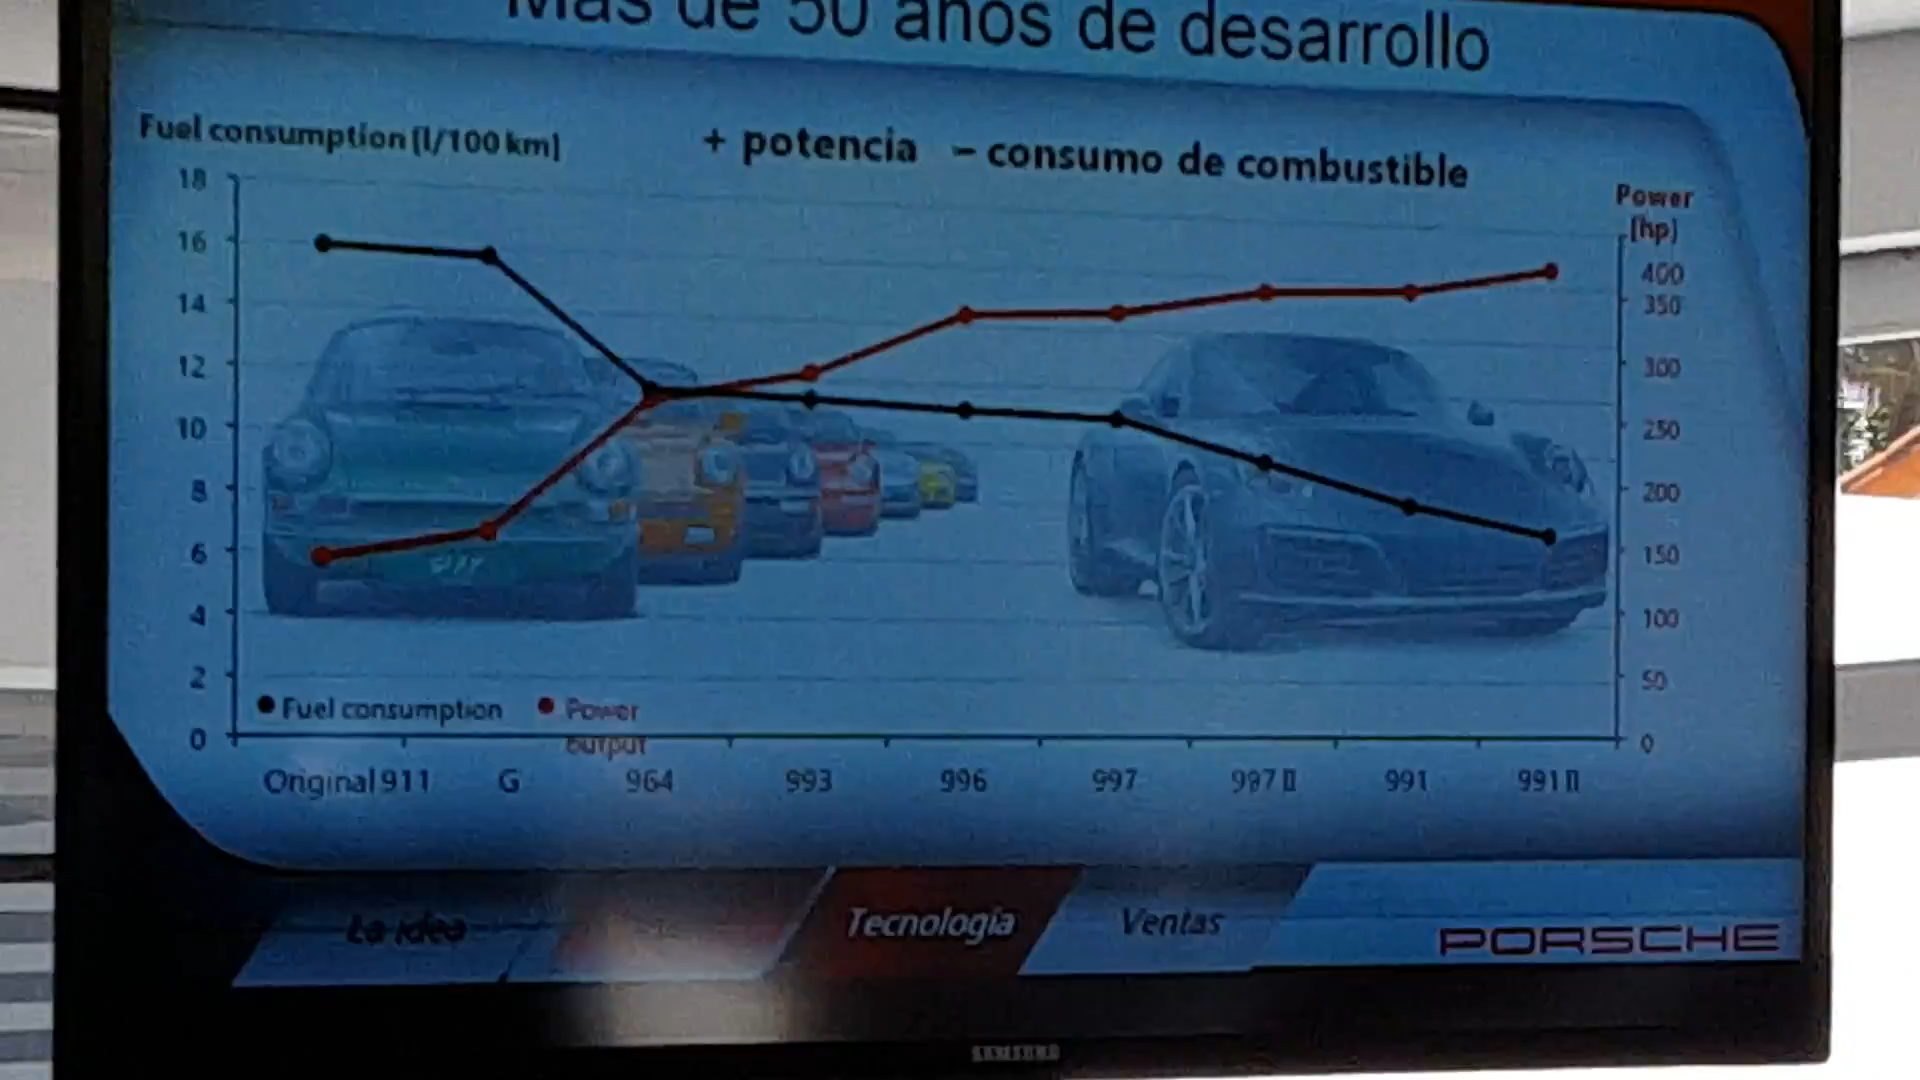 Más de 50 años de desarrollo
Fuel consumption (l/100 km)
+ potencia – consumo de combustible
Power
(hp)
18
16
14
12
10
8
6
4
2
0
400
350
300
250
200
150
100
50
0
Fuel consumption
Power
output
Original 911 G 964 993 996 997 997 II 991 991 II
La idea
Tecnología
Ventas
PORSCHE
SAMSUNG